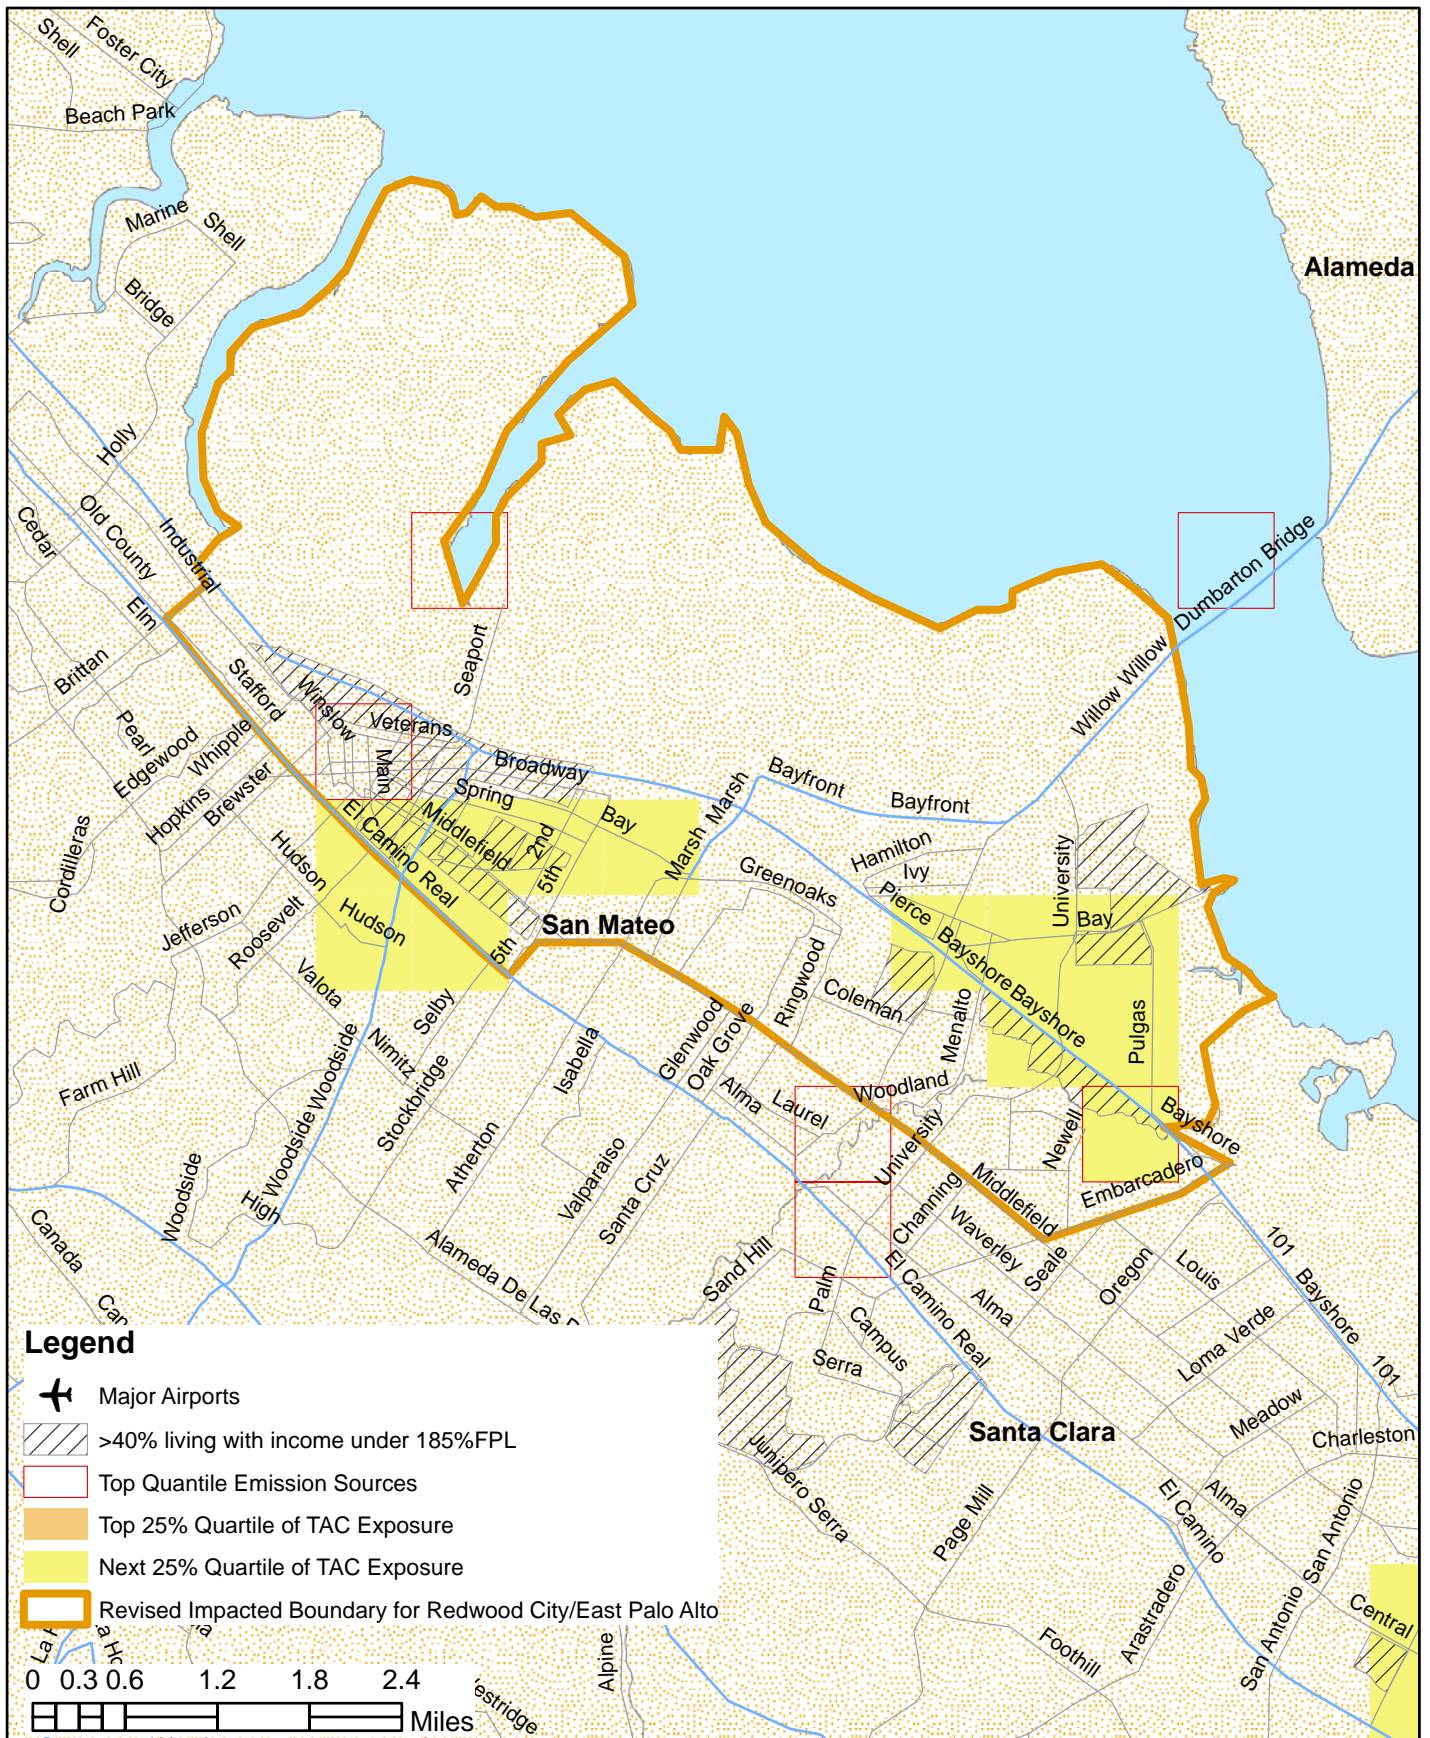 Foster City
Shell
Beach Park
Marine
Shell
Bridge
Alameda
Holly
Old County
Industrial
Cedar
Elm
Brittan
Dumbarton Bridge
Willow
Willow
Seaport
Stafford
Winslow
Veterans
Main
Broadway
Spring
Pearl
Edgewood
Whipple
Hopkins
Brewster
Cordilleras
Middlefield
El Camino Real
2nd
5th
Bay
Marsh
Marsh
Bayfront
Bayfront
Hamilton
Ivy
University
Greenoaks
Pierce
Bay
Hudson
Hudson
Jefferson
Roosevelt
San Mateo
5th
Valota
Selby
Nimitz
Ringwood
Coleman
Bayshore
Bayshore
Menalto
Pulgas
Glenwood
Oak Grove
Isabella
Farm Hill
Woodside
Woodside
Stockbridge
Alma
Laurel
Woodland
Bayshore
Newell
University
Atherton
Valparaiso
Santa Cruz
Woodside
High
Channing
Middlefield
Embarcadero
Canada
Alameda De Las
Sand Hill
Palm
Waverley
Seale
Oregon
Louis
101
Bayshore
El Camino Real
Alma
Campus
Serra
Loma Verde
101
Meadow
Charleston
Santa Clara
Junipero Serra
Page Mill
Alma
El Camino
San Antonio
San Antonio
Arastradero
Foothill
Central
Alpine
Legend
Major Airports
>40% living with income under 185%FPL
Top Quantile Emission Sources
Top 25% Quartile of TAC Exposure
Next 25% Quartile of TAC Exposure
Revised Impacted Boundary for Redwood City/East Palo Alto
La
0 0.3 0.6 1.2 1.8 2.4
Miles